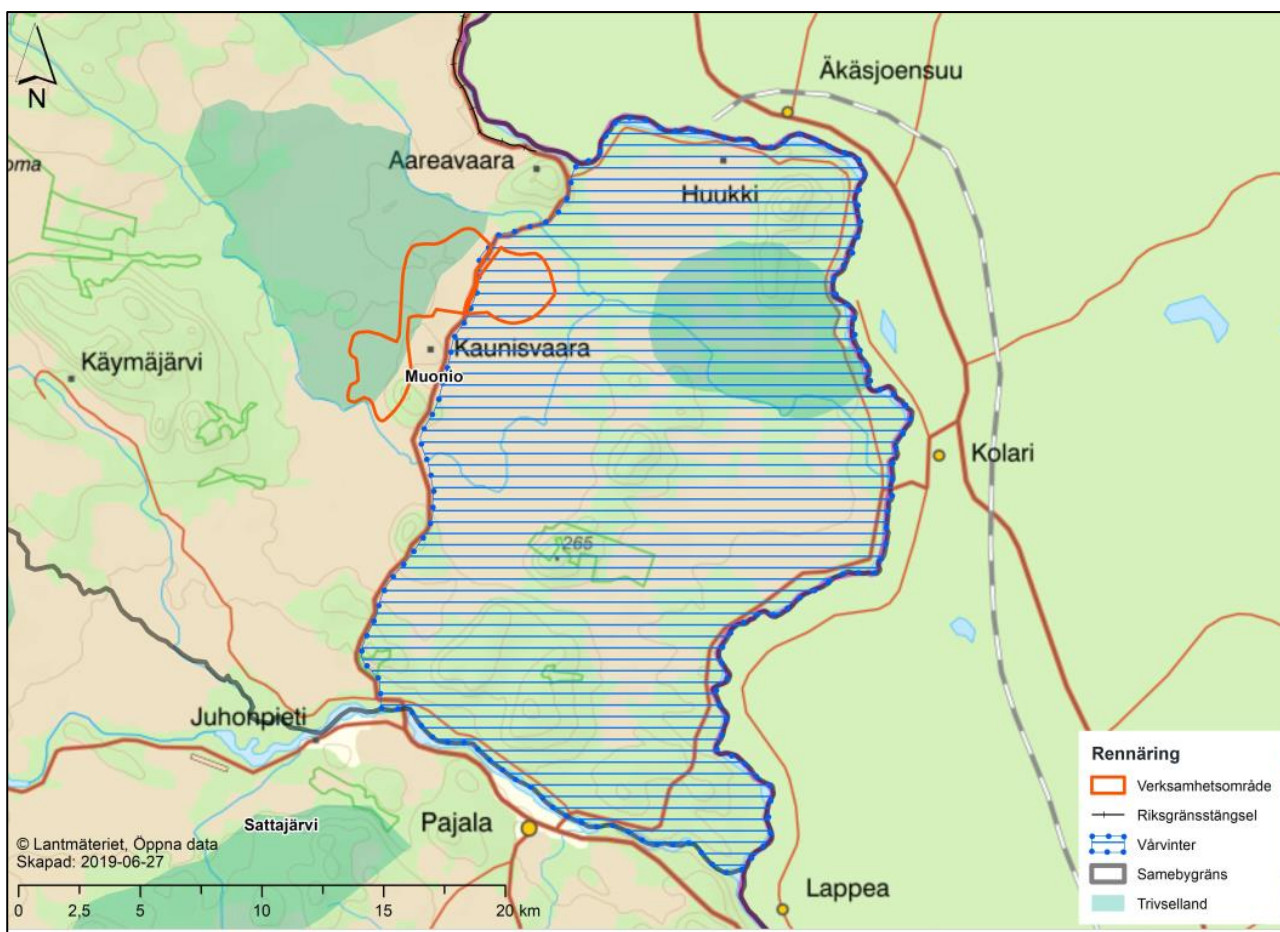 N
Äkäsjoensuu
Aareavaara
Huukki
oma
Käymäjärvi
Kaunisvaara
Muonio
Kolari
265
Juhonpieti
Sattajärvi
Pajala
Lappea
© Lantmäteriet, Öppna data
Skapad: 2019-06-27
0 2,5 5 10 15 20 km
Rennäring
Verksamhetsområde
Riksgränsstängsel
Vårvinter
Samebygräns
Trivselland